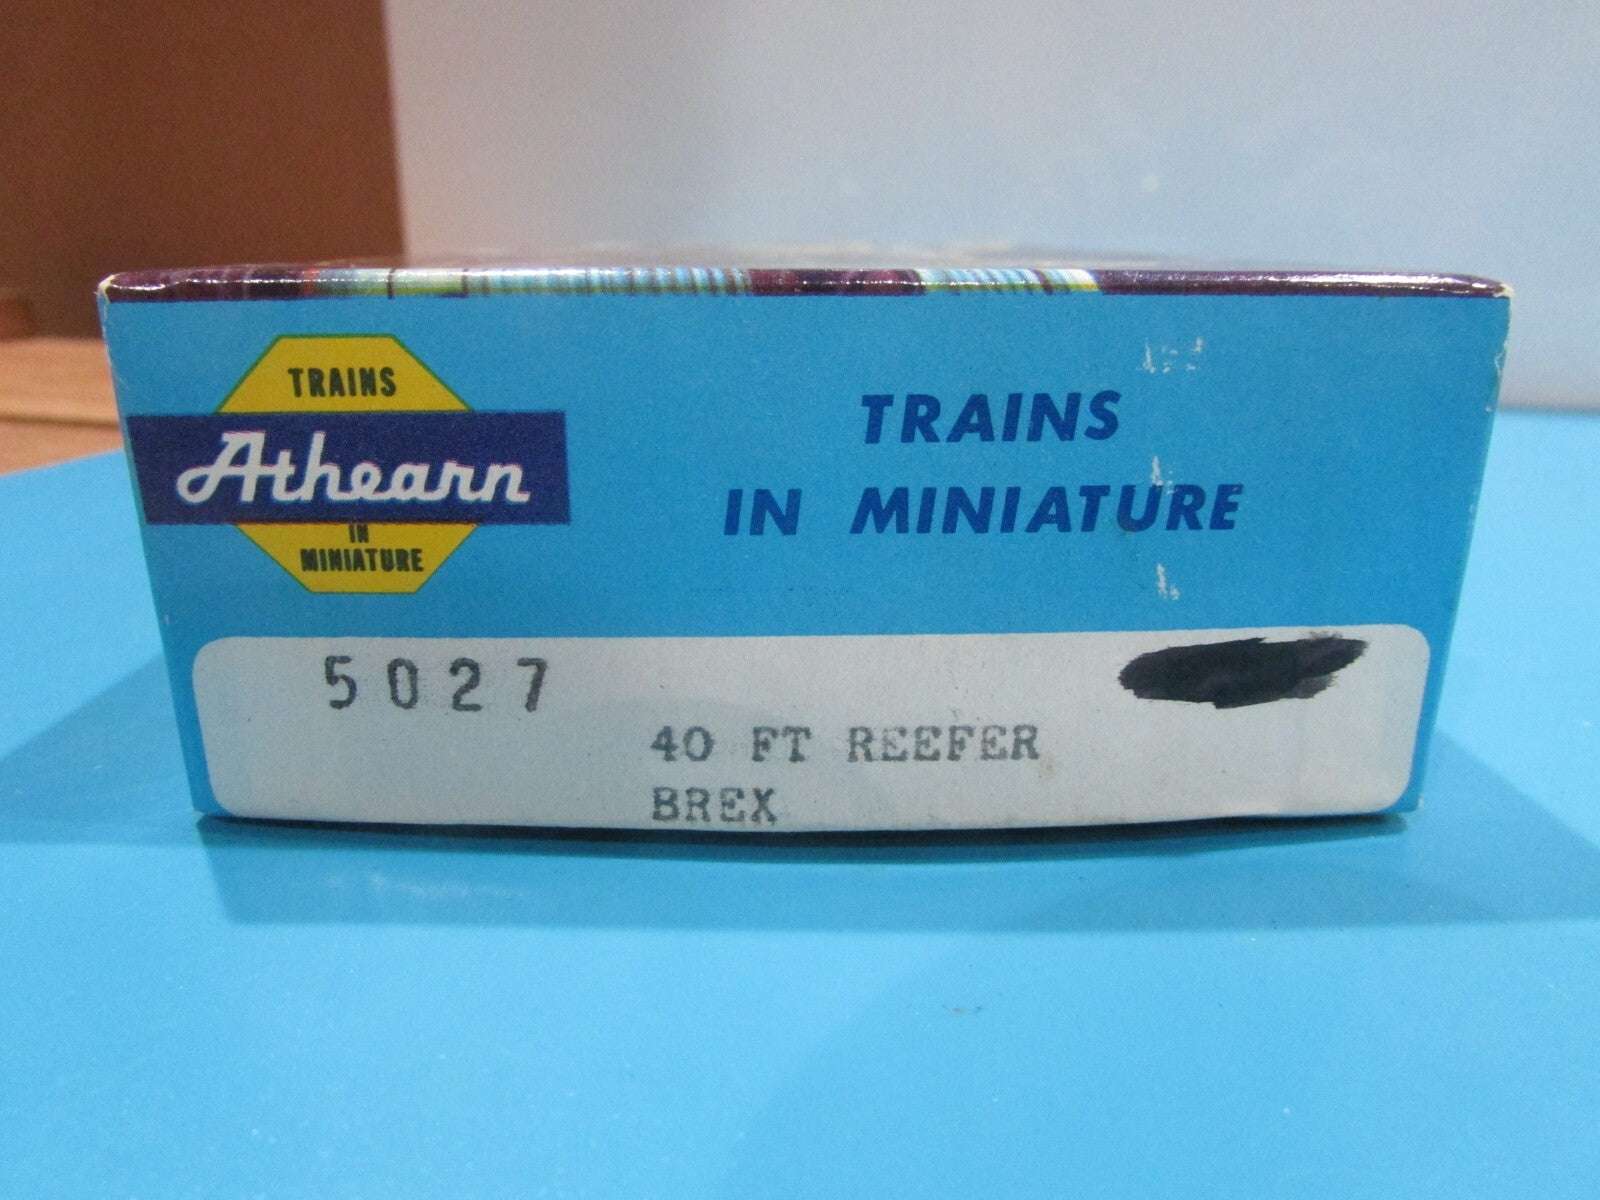 TRAINS
Athearn
IN
MINIATURE
TRAINS
IN MINIATURE
5027
40 FT REEFER
BREX